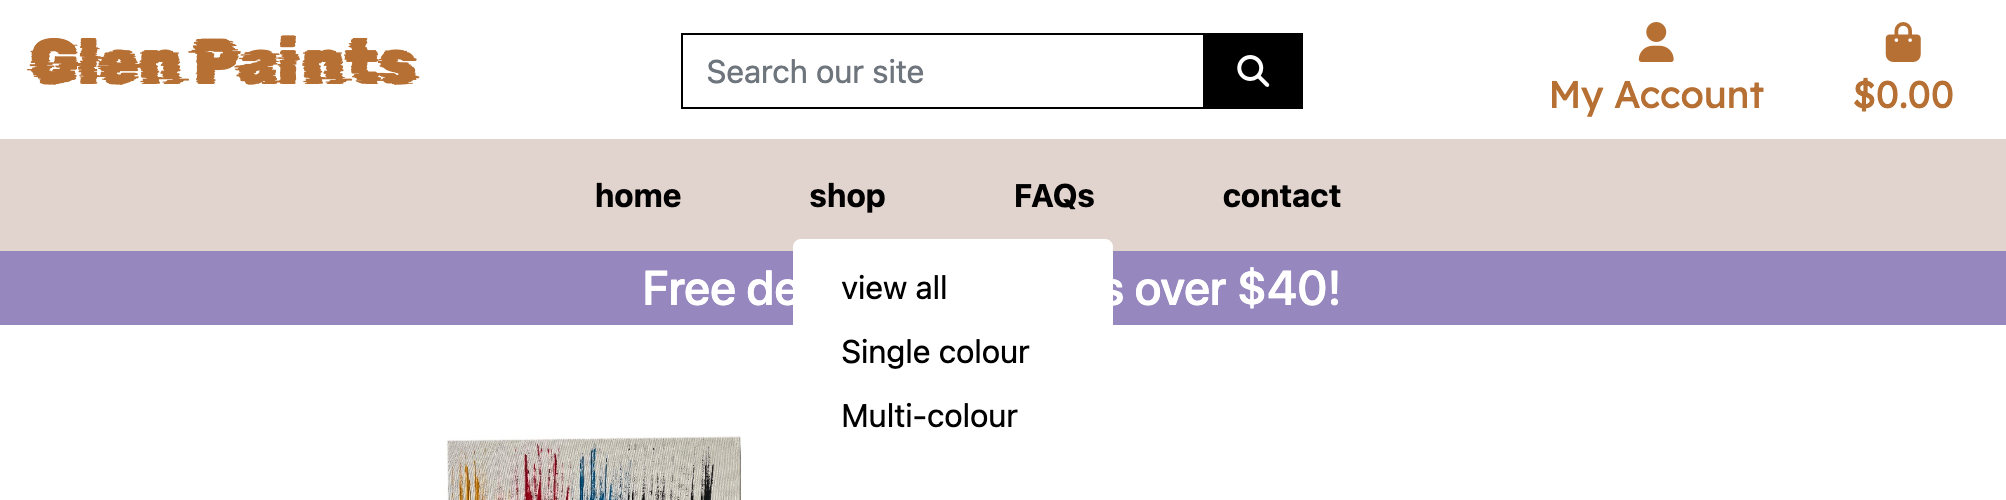 Glen Paints
Search our site
My Account
$0.00
home shop FAQs contact
Free de s over $40!
view all
Single colour
Multi-colour